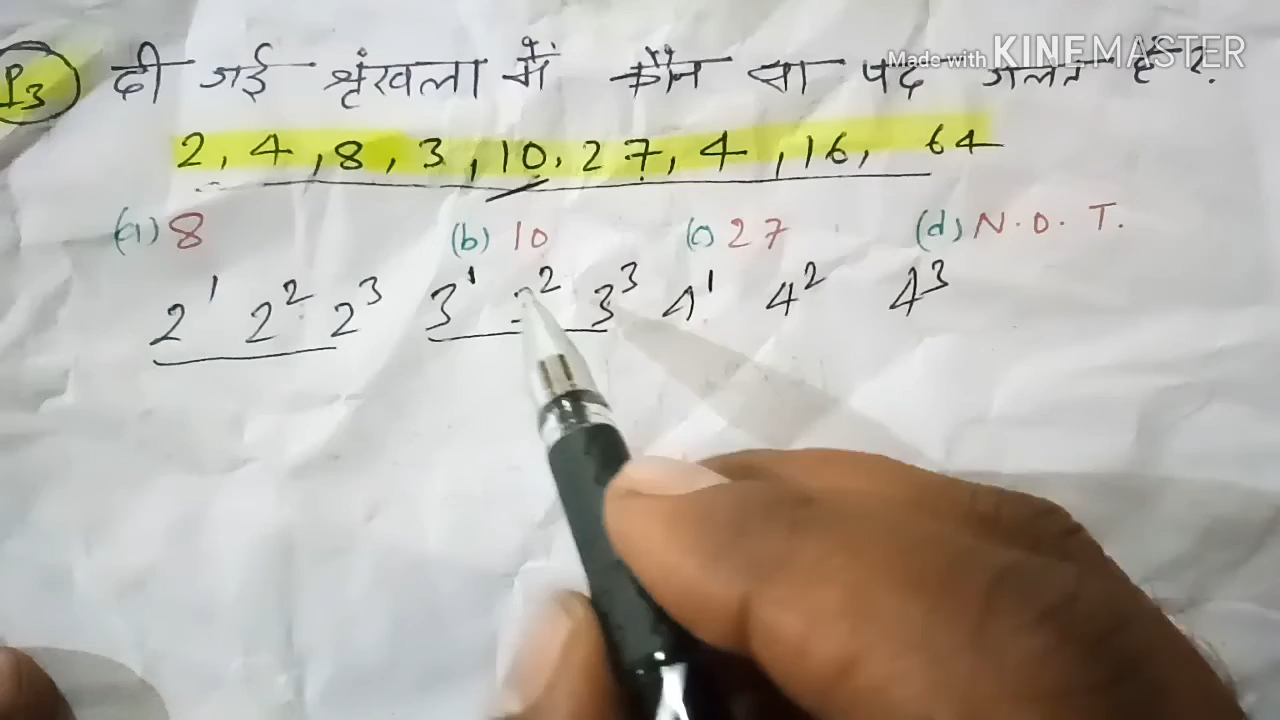 Made with KINEMASTER
P3 दी गई श्रृंखला में कौन सा पद गलत है ?
2, 4, 8, 3, 10, 27, 4, 16, 64
(a) 8 (b) 10 (c) 27 (d) N.O.T.
2¹ 2² 2³ 3¹ 3² 3³ 4¹ 4² 4³